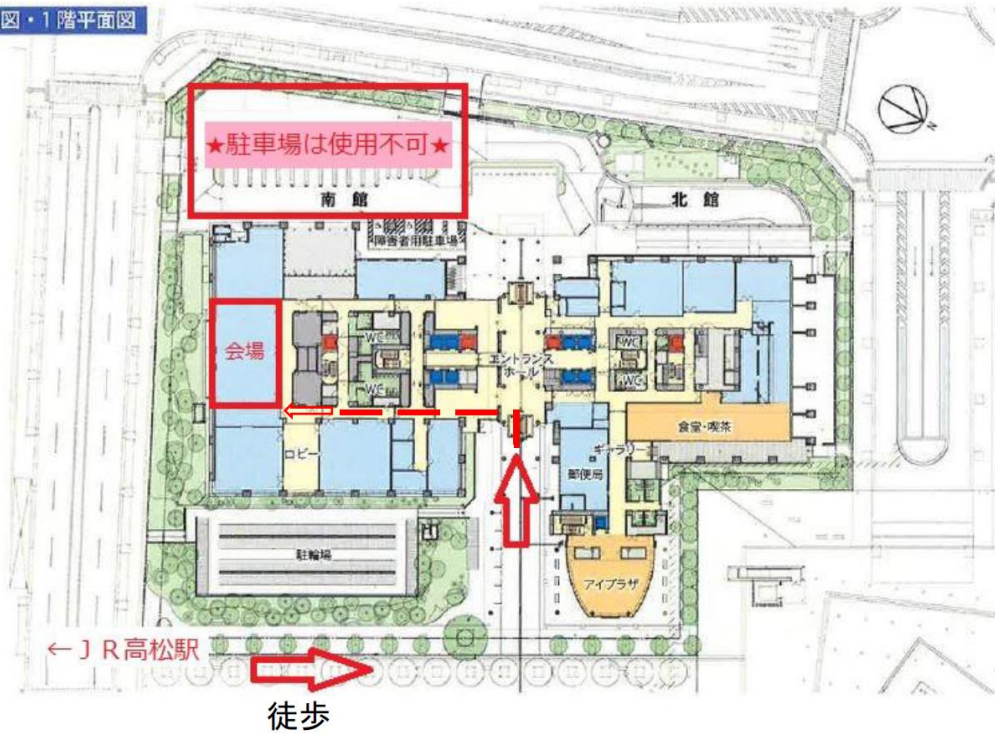 図・1階平面図
★駐車場は使用不可★
南館
北館
障害者用駐車場
N
会場
WC
WC
WC
WC
エントランス
ホール
食堂・喫茶
ギャラリー
ロビー
郵便局
駐輪場
アイプラザ
←JR高松駅
徒歩